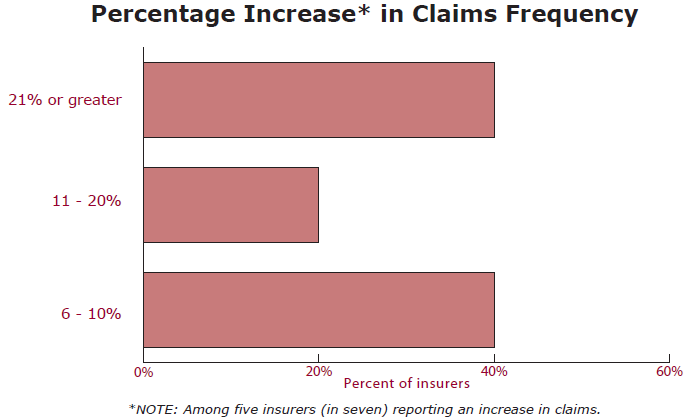 Percentage Increase* in Claims Frequency
21% or greater
11 - 20%
6 - 10%
0%
20%
40%
60%
Percent of insurers
*NOTE: Among five insurers (in seven) reporting an increase in claims.